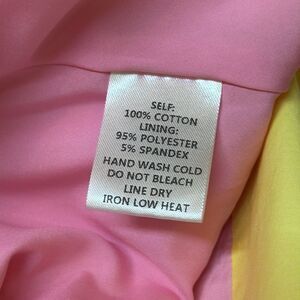 SELF:
100% COTTON
LINING:
95% POLYESTER
5% SPANDEX
HAND WASH COLD
DO NOT BLEACH
LINE DRY
IRON LOW HEAT